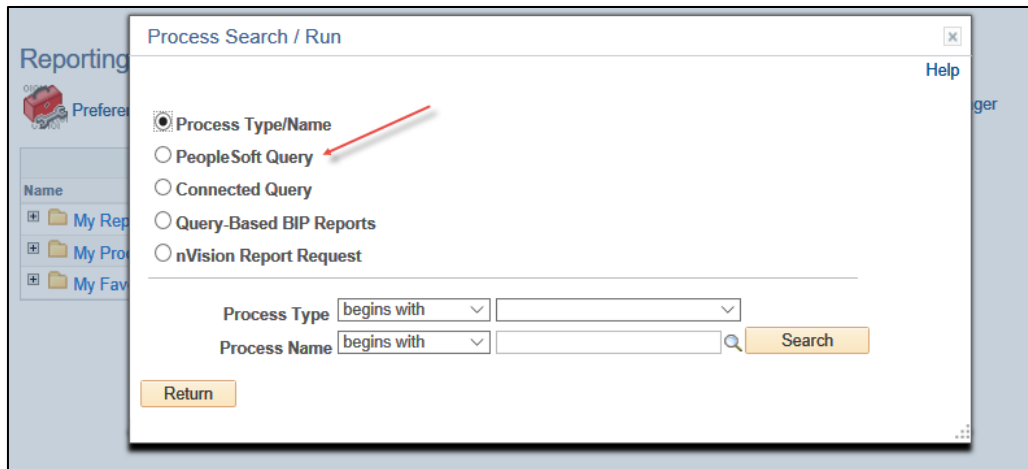 Process Search / Run
Help
Reporting
Prefere
ger
Process Type/Name
PeopleSoft Query
Connected Query
Query-Based BIP Reports
nVision Report Request
Name
My Rep
My Pro
My Fav
Process Type begins with
Process Name begins with Search
Return